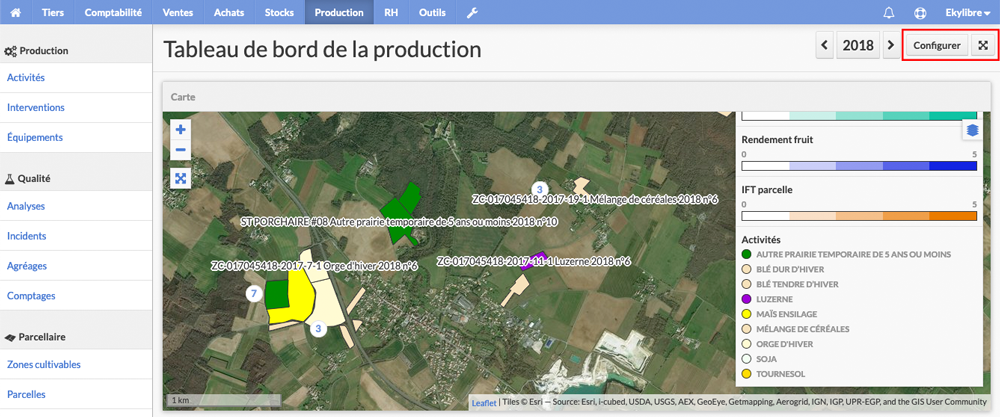 Tiers Comptabilité Ventes Achats Stocks Production RH Outils Ekylibre
Production
Activités
Interventions
Équipements
Qualité
Analyses
Incidents
Agréages
Comptages
Parcellaire
Zones cultivables
Parcelles
Tableau de bord de la production
2018
Configurer
Carte
+
−
ZC-017045418-2017-19-1 Mélange de céréales 2018 n°6
3
ST PORCHAIRE #08 Autre prairie temporaire de 5 ans ou moins 2018 n°10
ZC-017045418-2017-7-1 Orge d'hiver 2018 n°6
ZC-017045418-2017-11-1 Luzerne 2018 n°6
7
3
Rendement fruit
0 5
IFT parcelle
0 5
Activités
AUTRE PRAIRIE TEMPORAIRE DE 5 ANS OU MOINS
BLÉ DUR D'HIVER
BLÉ TENDRE D'HIVER
LUZERNE
MAÏS ENSILAGE
MÉLANGE DE CÉRÉALES
ORGE D'HIVER
SOJA
TOURNESOL
1 km
Leaflet | Tiles © Esri — Source: Esri, i-cubed, USDA, USGS, AEX, GeoEye, Getmapping, Aerogrid, IGN, IGP, UPR-EGP, and the GIS User Community